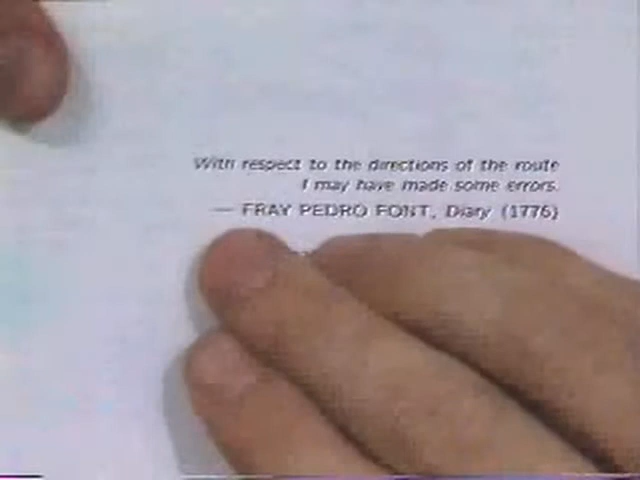 With respect to the directions of the route
I may have made some errors.
— FRAY PEDRO FONT, Diary (1776)